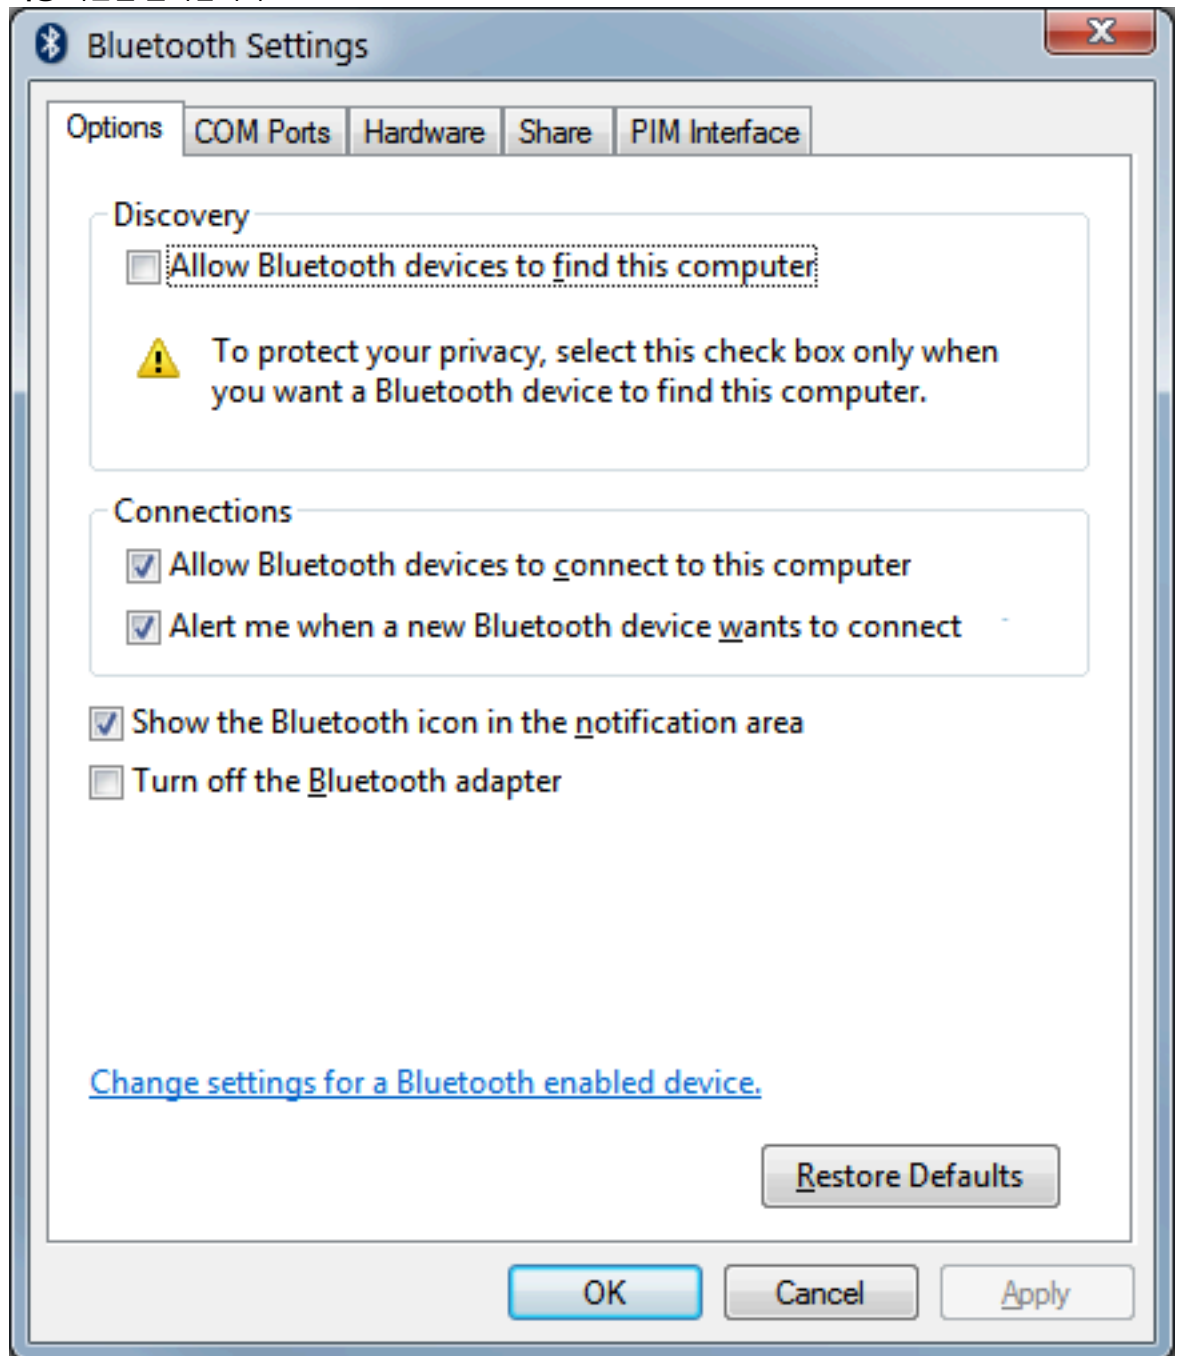 Bluetooth Settings
X
Options COM Ports Hardware Share PIM Interface
Discovery
Allow Bluetooth devices to find this computer
To protect your privacy, select this check box only when
you want a Bluetooth device to find this computer.
Connections
Allow Bluetooth devices to connect to this computer
Alert me when a new Bluetooth device wants to connect
Show the Bluetooth icon in the notification area
Turn off the Bluetooth adapter
Change settings for a Bluetooth enabled device.
Restore Defaults
OK Cancel Apply